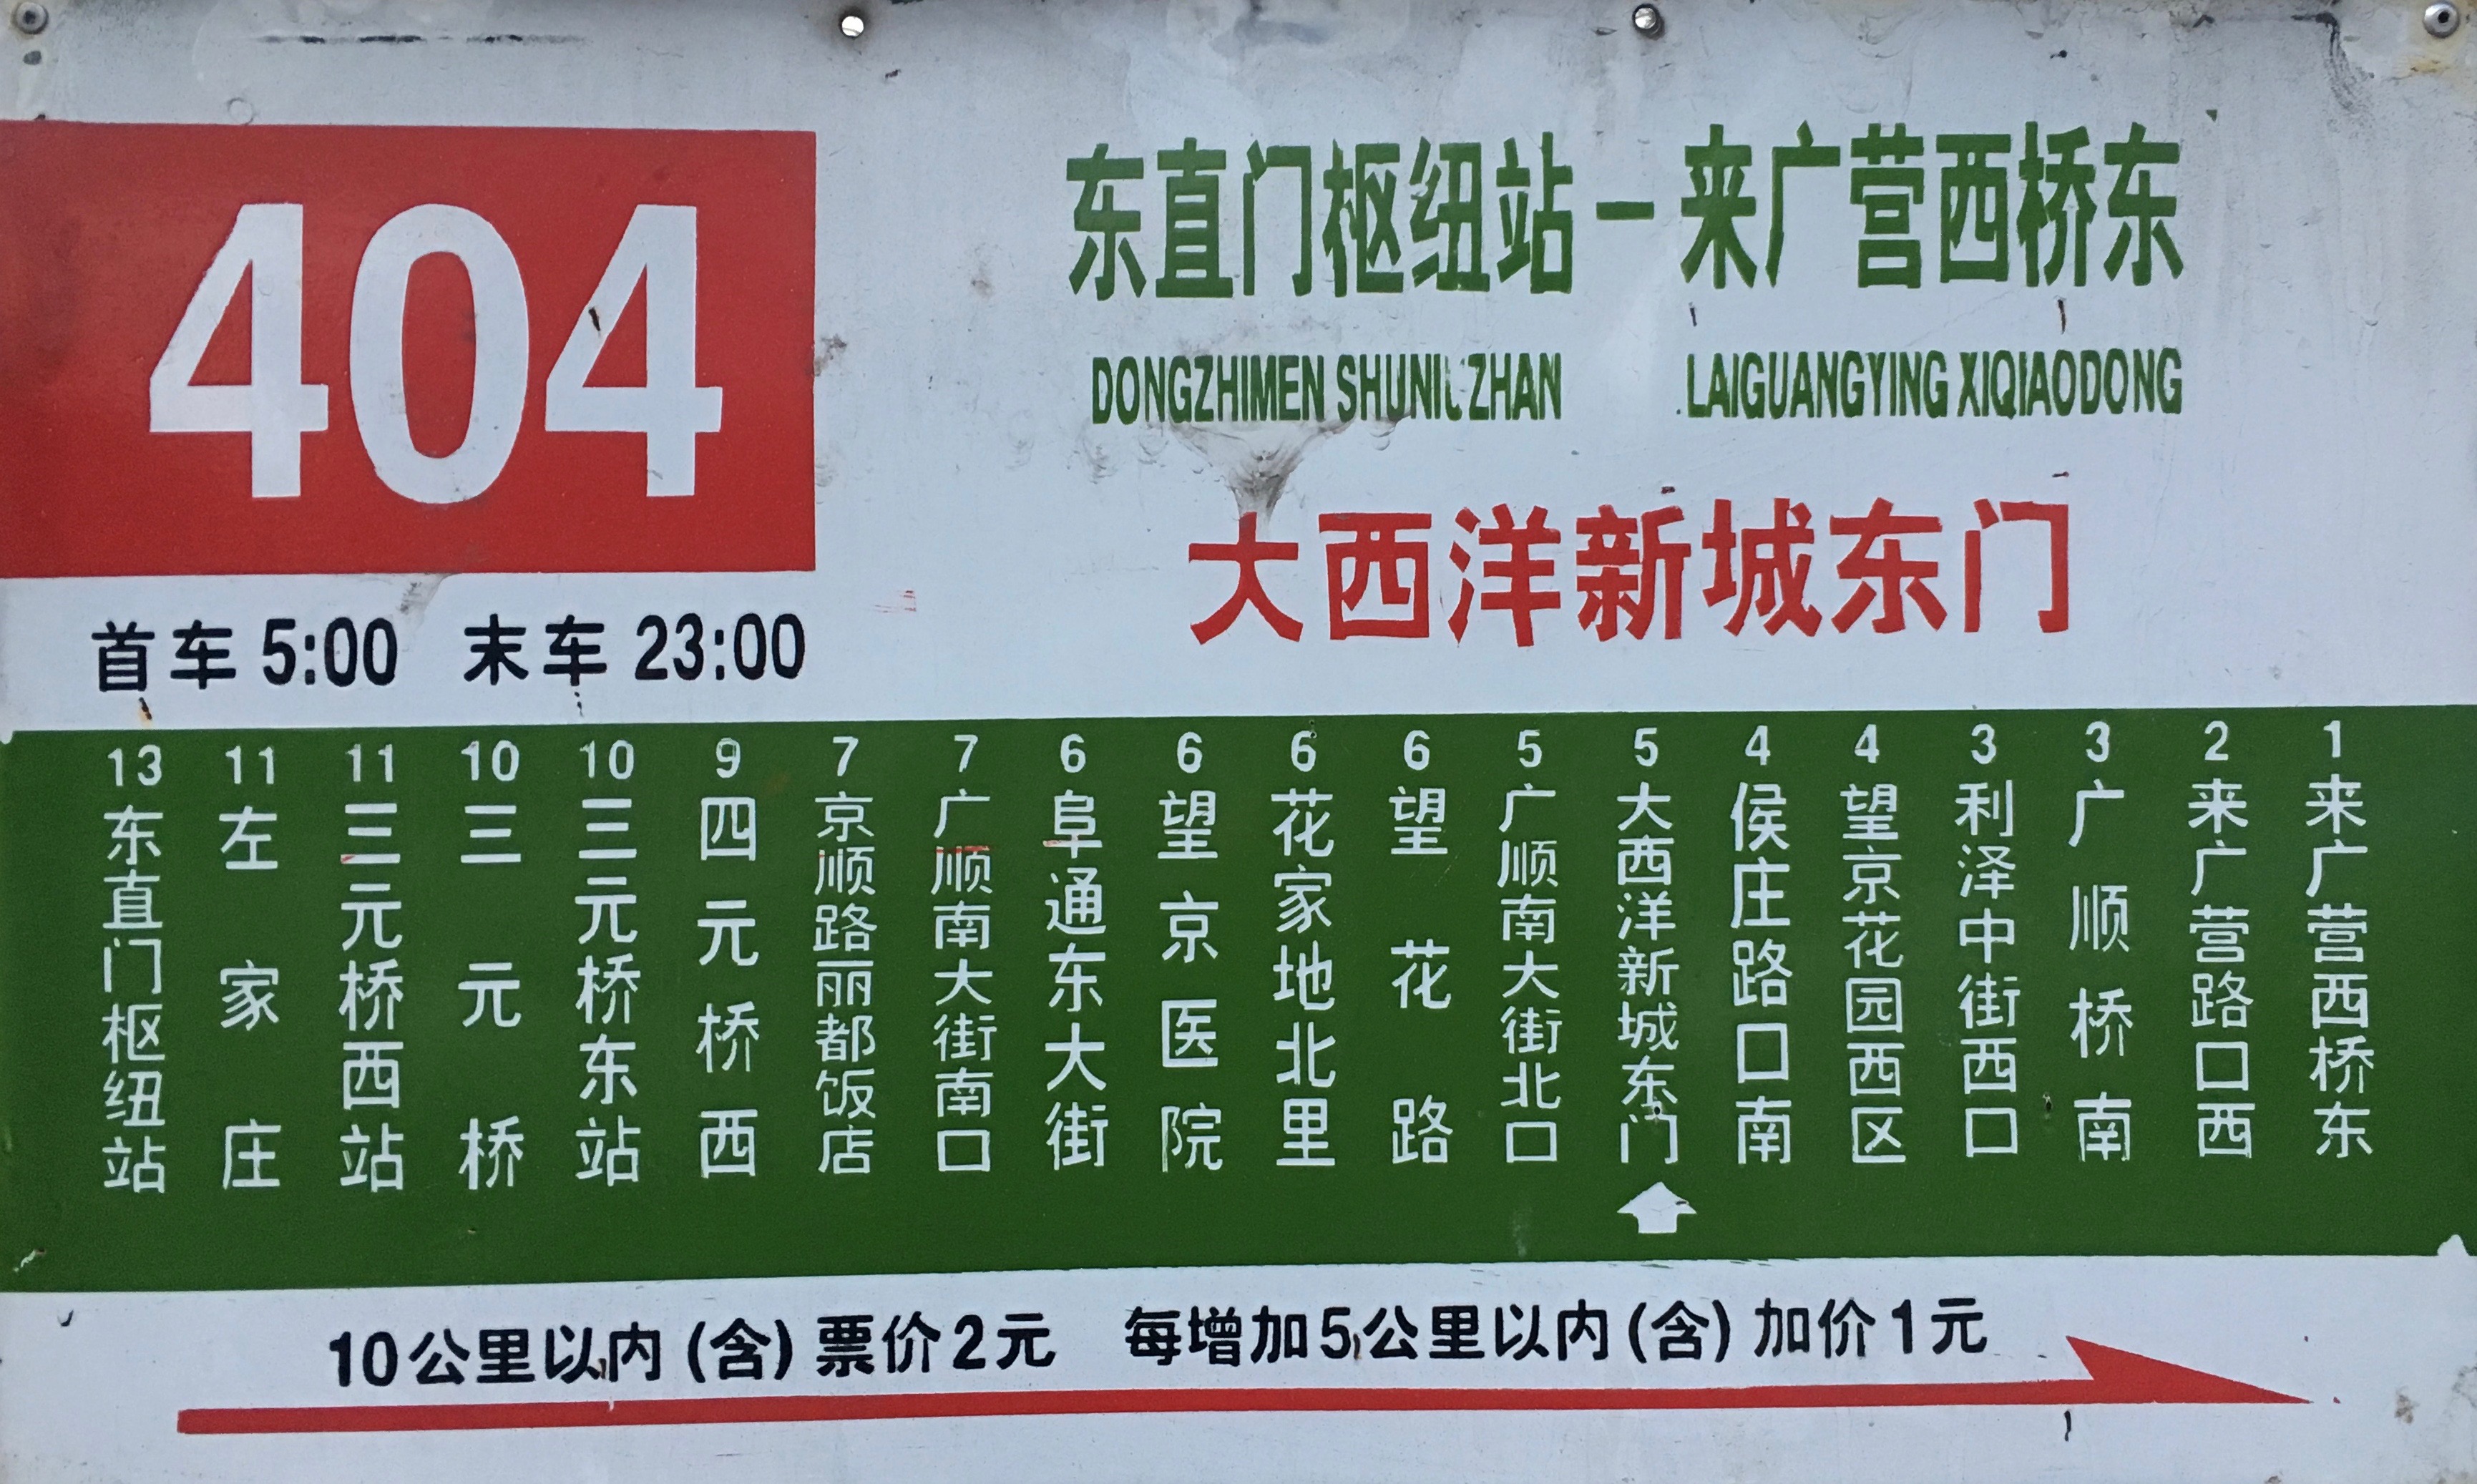 404
东直门枢纽站－来广营西桥东
DONGZHIMEN SHUNIUZHAN LAIGUANGYING XIQIAODONG
大西洋新城东门
首车 5:00 末车 23:00
13 东直门枢纽站
11 左家庄
11 三元桥西站
10 三元桥
10 三元桥东站
9 四元桥西
7 京顺路丽都饭店
7 广顺南大街南口
6 阜通东大街
6 望京医院
6 花家地北里
6 望花路
5 广顺南大街北口
5 大西洋新城东门
4 侯庄路口南
4 望京花园西区
3 利泽中街西口
3 广顺桥南
2 来广营路口西
1 来广营西桥东
10公里以内(含)票价2元 每增加5公里以内(含)加价1元